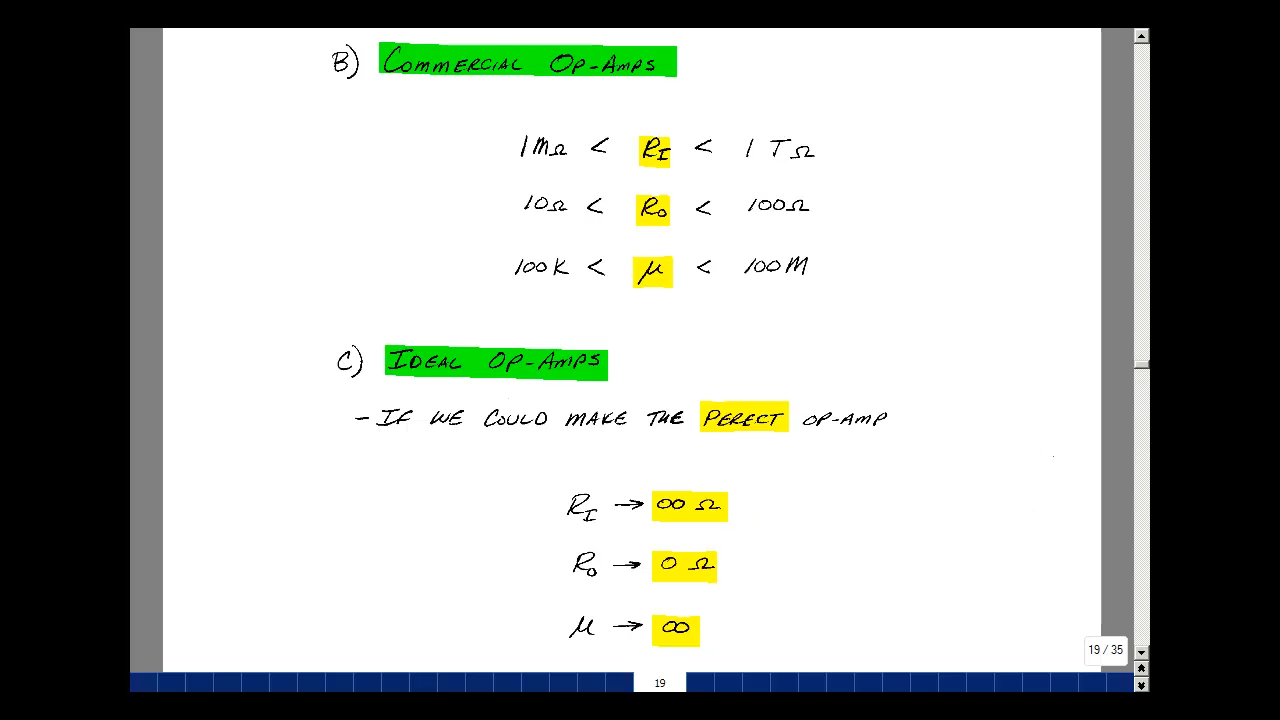 B) COMMERCIAL OP-AMPS
1MΩ < RI < 1 TΩ
10Ω < Ro < 100Ω
100K < μ < 100M
C) IDEAL OP-AMPS
- IF WE COULD MAKE THE PERECT OP-AMP
RI → ∞ Ω
Ro → 0 Ω
μ → ∞
19 / 35
19